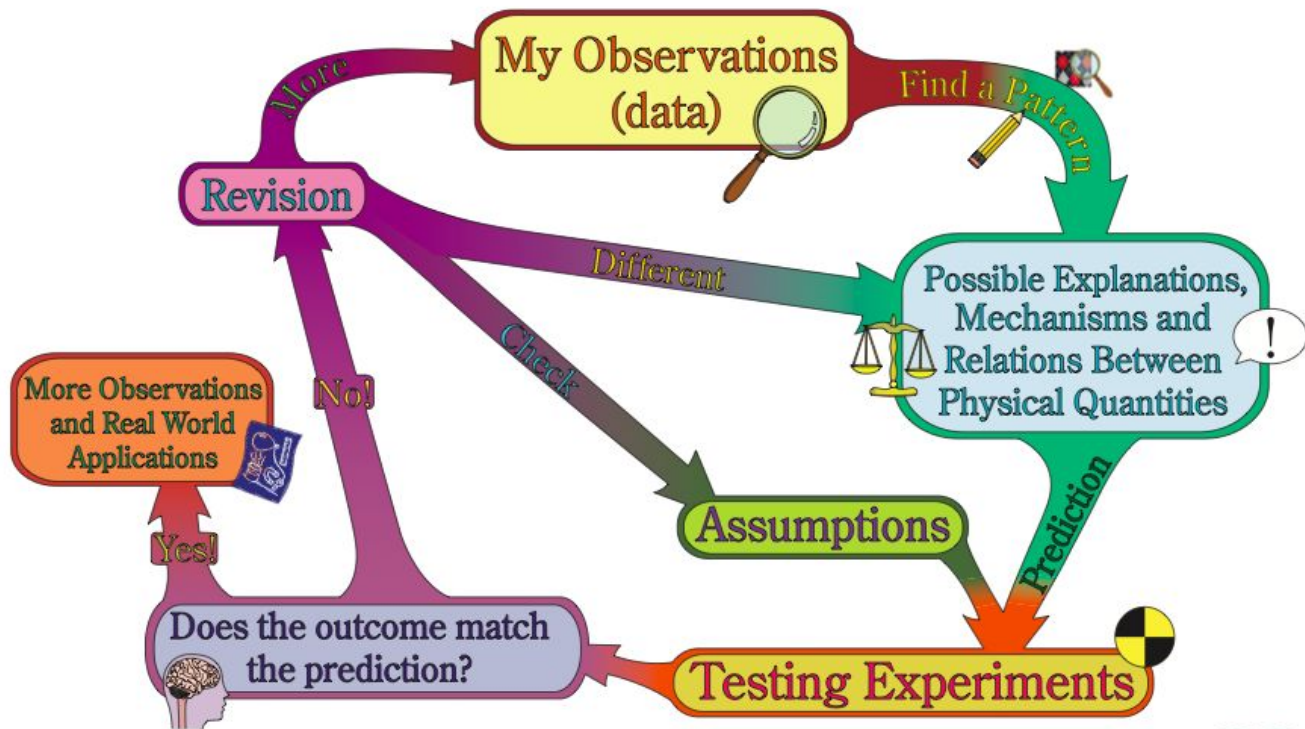 My Observations
(data)
More
Find a Pattern
Revision
Different
Check
Possible Explanations,
Mechanisms and
Relations Between
Physical Quantities
!
More Observations
and Real World
Applications
No!
Assumptions
Prediction
Yes!
Does the outcome match
the prediction?
Testing Experiments